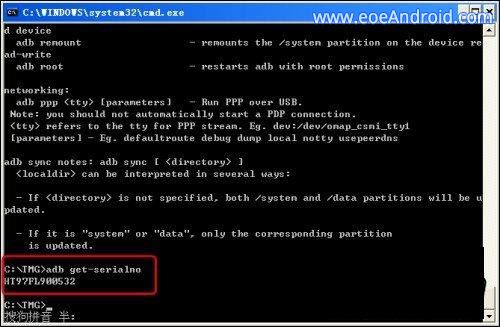 C:\WINDOWS\system32\cmd.exe
www.eoeAndroid.com
d device
adb remount - remounts the /system partition on the device re
ad-write
adb root - restarts adb with root permissions
networking:
adb ppp <tty> [parameters] - Run PPP over USB.
Note: you should not automatically start a PDP connection.
<tty> refers to the tty for PPP stream. Eg. dev:/dev/omap_csmi_tty1
[parameters] - Eg. defaultroute debug dump local notty usepeerdns
adb sync notes: adb sync [ <directory> ]
<localdir> can be interpreted in several ways:
- If <directory> is not specified, both /system and /data partitions will be u
pdated.
- If it is "system" or "data", only the corresponding partition
is updated.
C:\TMG>adb get-serialno
HT97FL900532
C:\TMG>_
搜狗拼音 半: